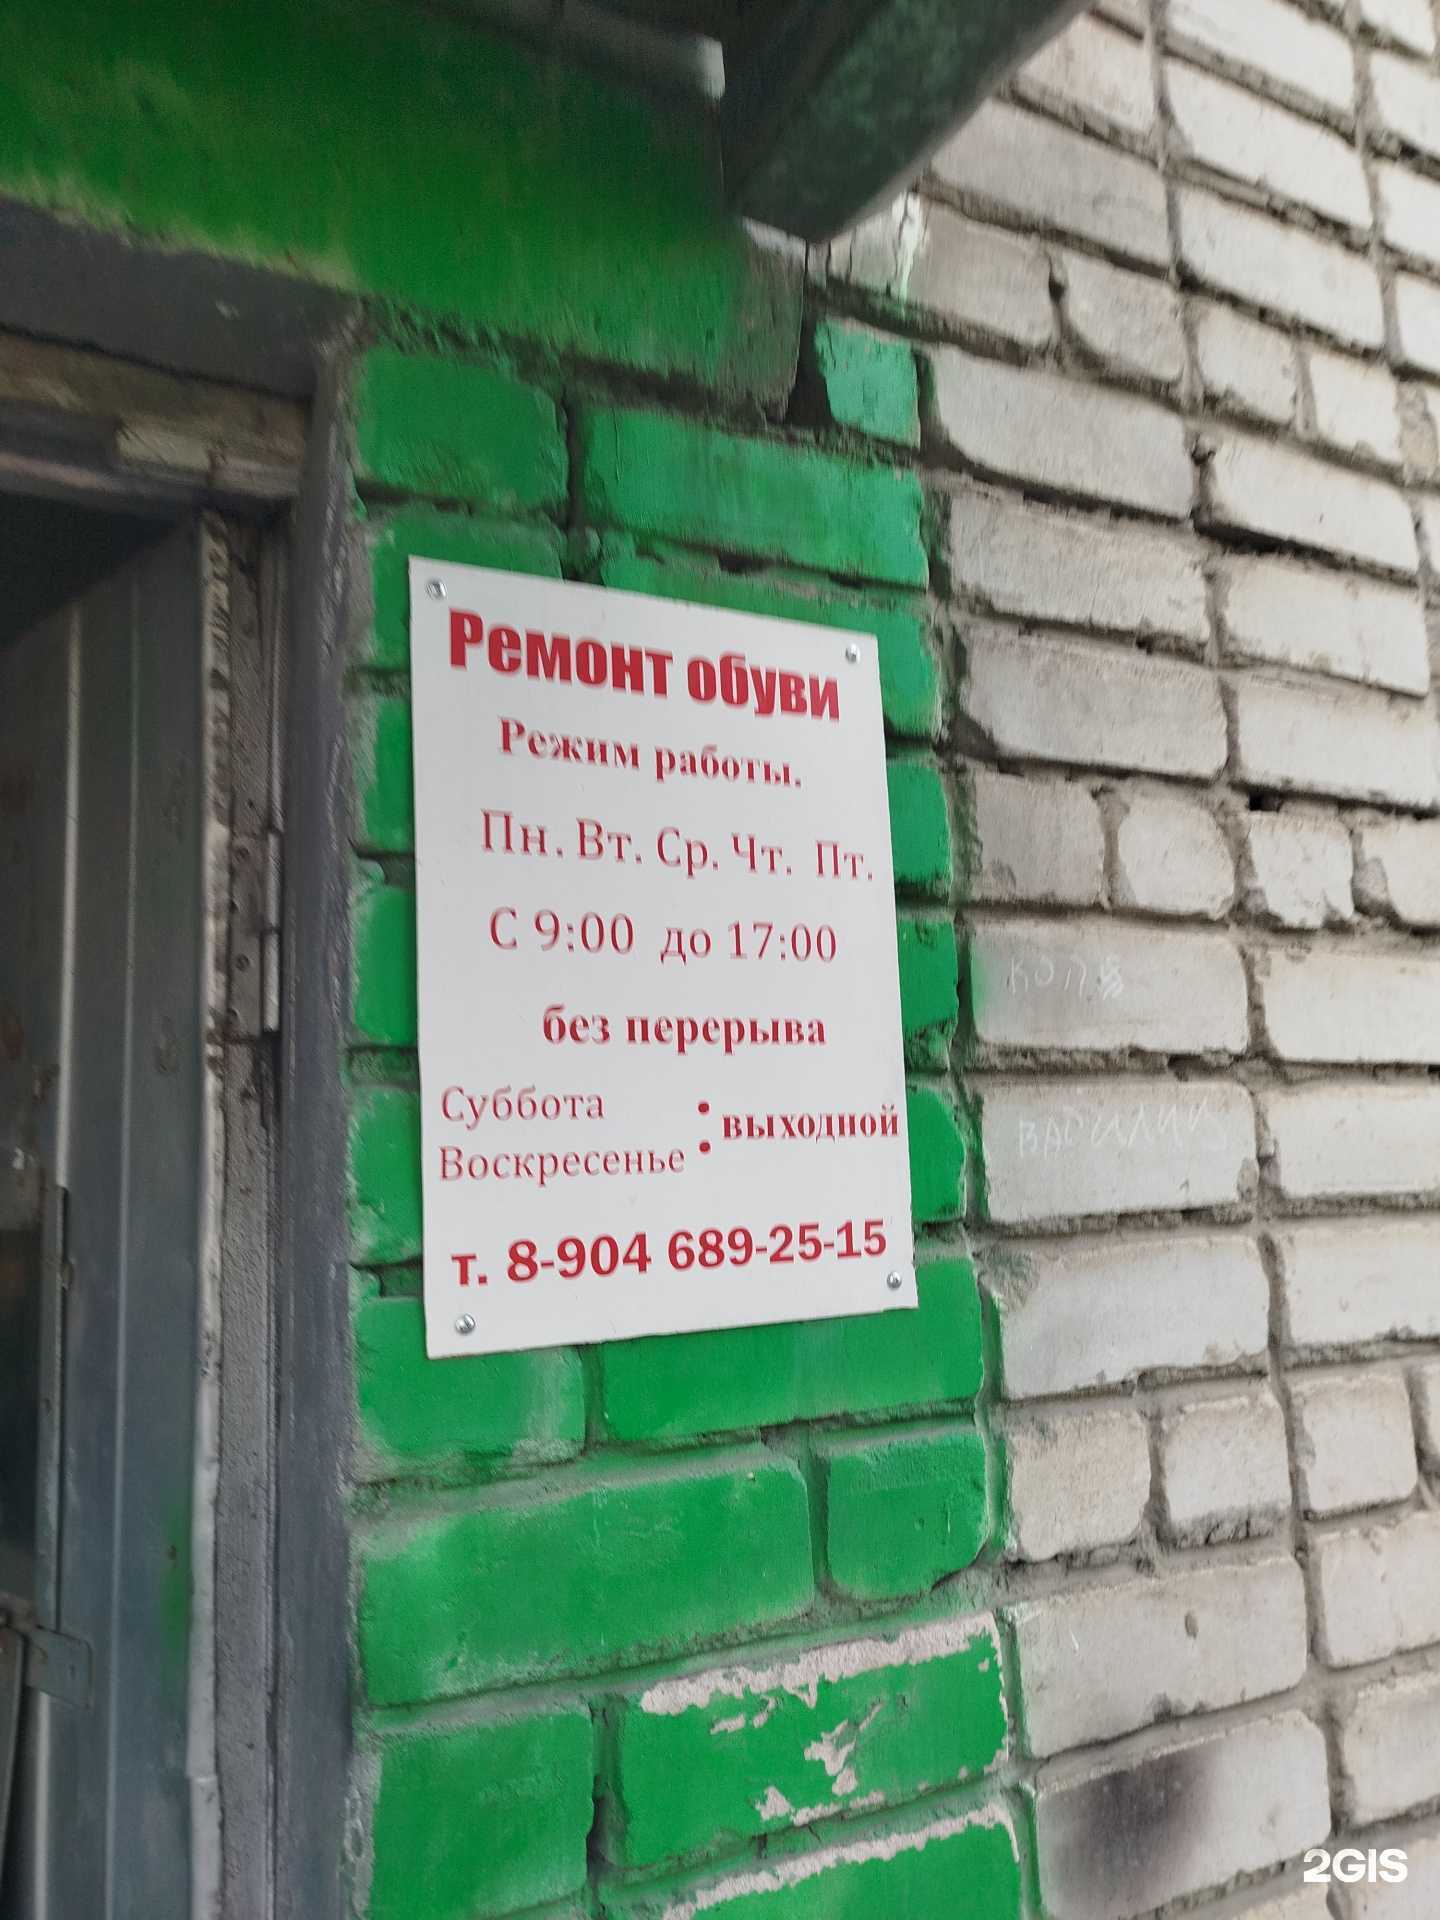 Ремонт обуви
Режим работы.
Пн. Вт. Ср. Чт. Пт.
С 9:00 до 17:00
без перерыва
Суббота
Воскресенье
: выходной
т. 8-904 689-25-15
КОЛЯ
2GIS